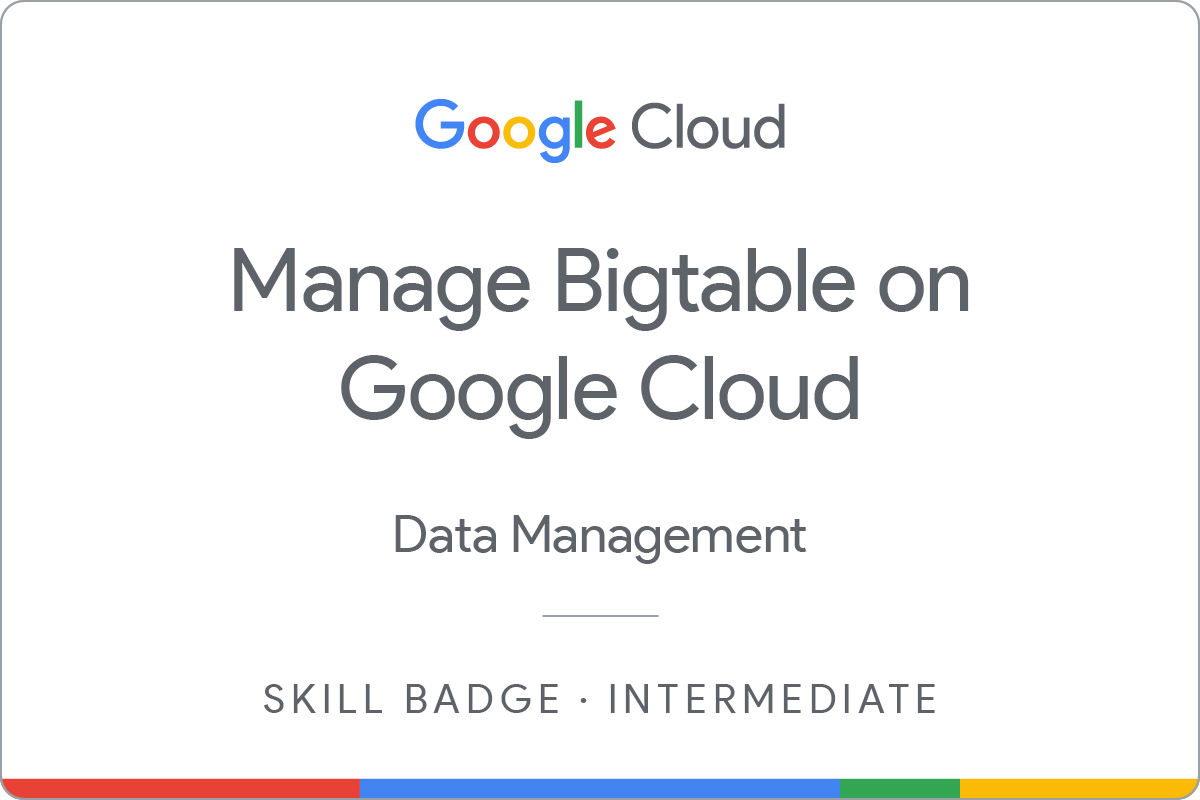 Google Cloud
Manage Bigtable on
Google Cloud
Data Management
SKILL BADGE · INTERMEDIATE